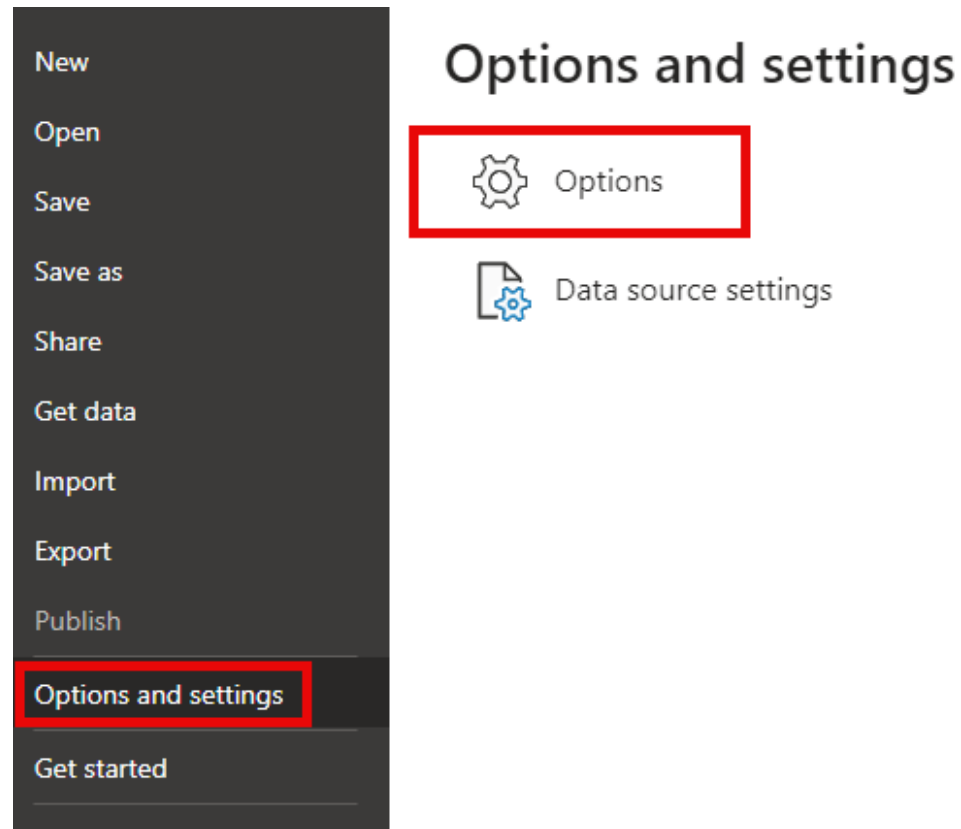 New
Open
Save
Save as
Share
Get data
Import
Export
Publish
Options and settings
Get started
Options and settings
Options
Data source settings